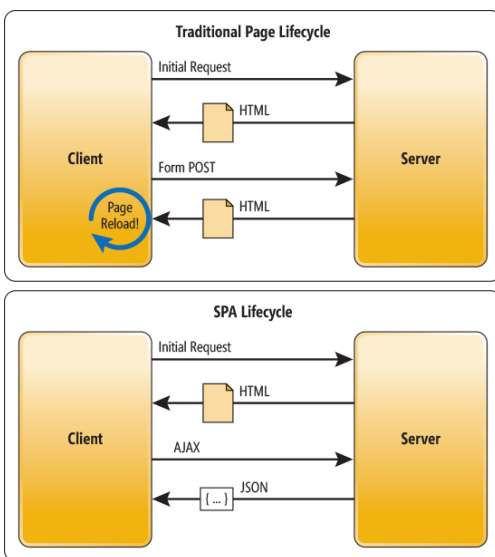 Traditional Page Lifecycle
Initial Request
HTML
Client
Server
Form POST
Page
Reload!
HTML
SPA Lifecycle
Initial Request
HTML
Client
Server
AJAX
JSON
{ ... }